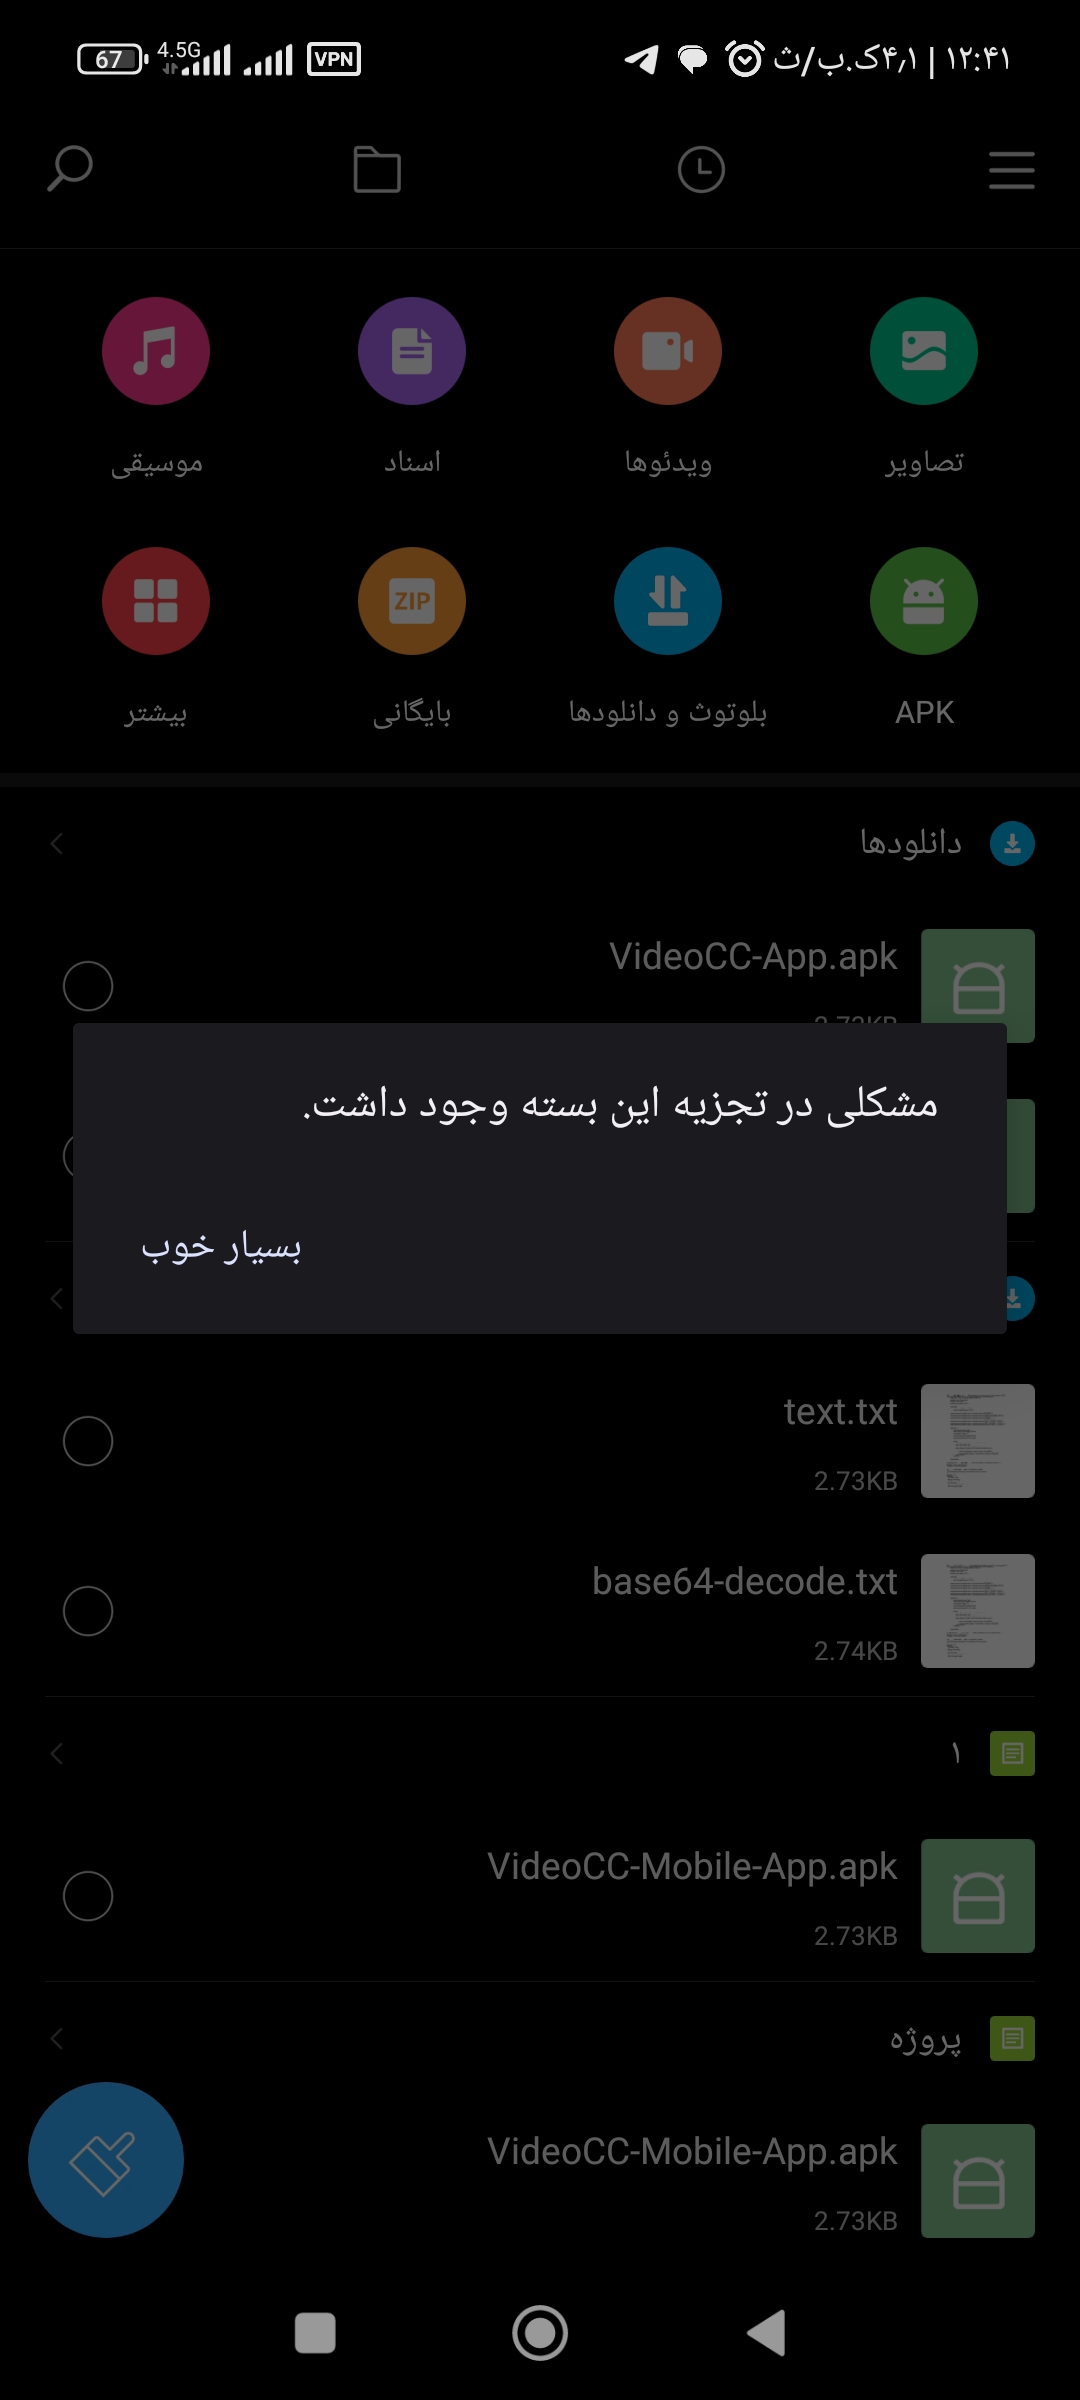 67 4.5G VPN ۱۲:۴۱ | ۴٫۱ک.ب/ث
تصاویر ویدئوها اسناد موسیقی
APK بلوتوث و دانلودها بایگانی بیشتر
ZIP
دانلودها
VideoCC-App.apk
2.73KB
مشکلی در تجزیه این بسته وجود داشت.
بسیار خوب
text.txt
2.73KB
base64-decode.txt
2.74KB
۱
VideoCC-Mobile-App.apk
2.73KB
پروژه
VideoCC-Mobile-App.apk
2.73KB